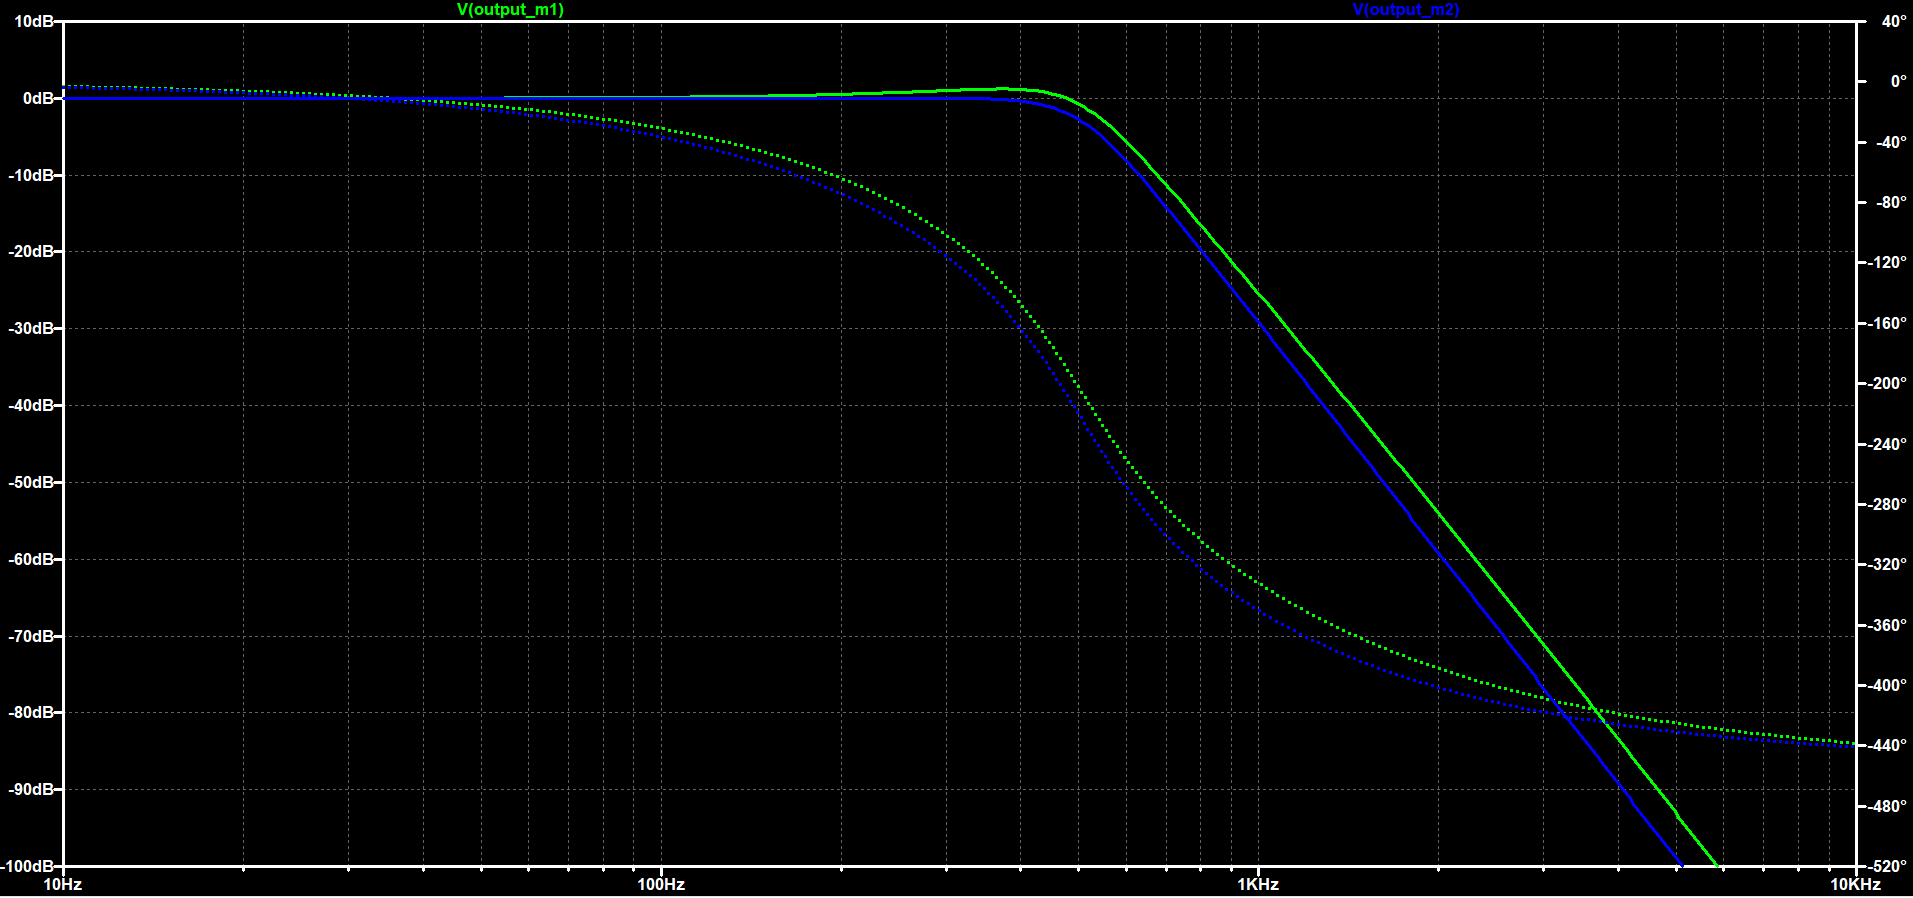 V(output_m1)
V(output_m2)
10dB
0dB
-10dB
-20dB
-30dB
-40dB
-50dB
-60dB
-70dB
-80dB
-90dB
-100dB
40°
0°
-40°
-80°
-120°
-160°
-200°
-240°
-280°
-320°
-360°
-400°
-440°
-480°
-520°
10Hz
100Hz
1KHz
10KHz